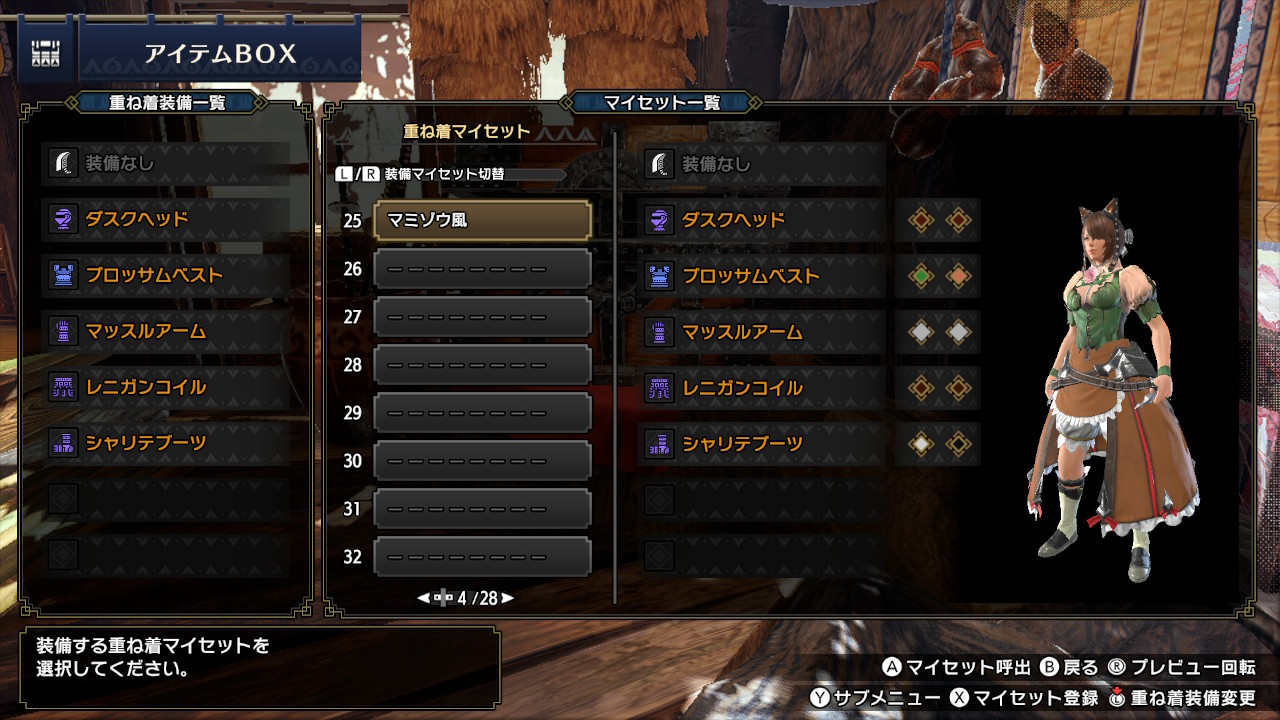 アイテムBOX
重ね着装備一覧
装備なし
ダスクヘッド
ブロッサムベスト
マッスルアーム
レニガンコイル
シャリテブーツ
マイセット一覧
重ね着マイセット
L/R 装備マイセット切替
25 マミゾウ風
26 ————————
27 ————————
28 ————————
29 ————————
30 ————————
31 ————————
32 ————————
4/28
装備なし
ダスクヘッド
ブロッサムベスト
マッスルアーム
レニガンコイル
シャリテブーツ
装備する重ね着マイセットを
選択してください。
Aマイセット呼出 B戻る Rプレビュー回転
Yサブメニュー Xマイセット登録 L重ね着装備変更